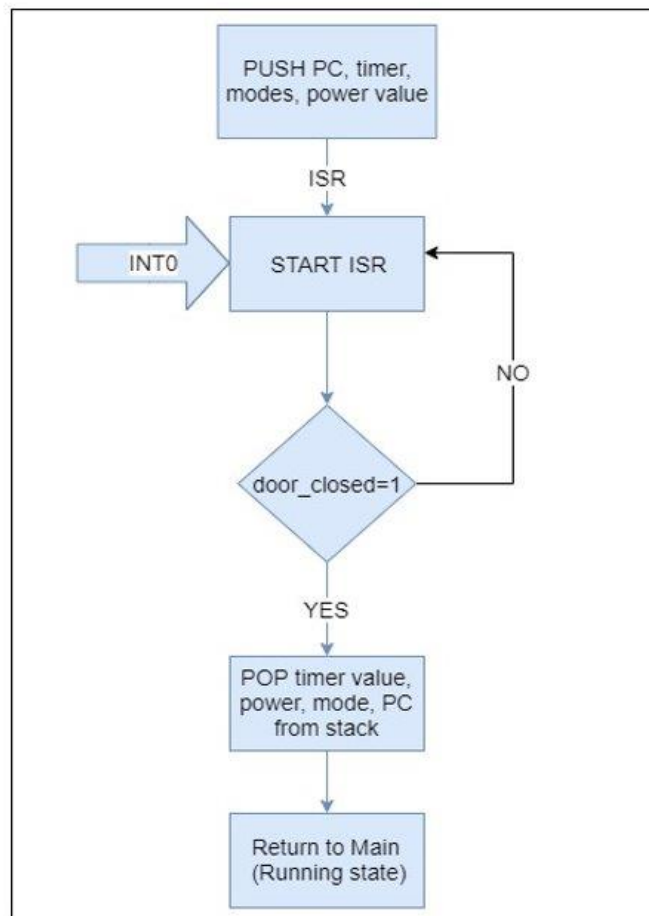 PUSH PC, timer,
modes, power value
ISR
INT0
START ISR
NO
door_closed=1
YES
POP timer value,
power, mode, PC
from stack
Return to Main
(Running state)